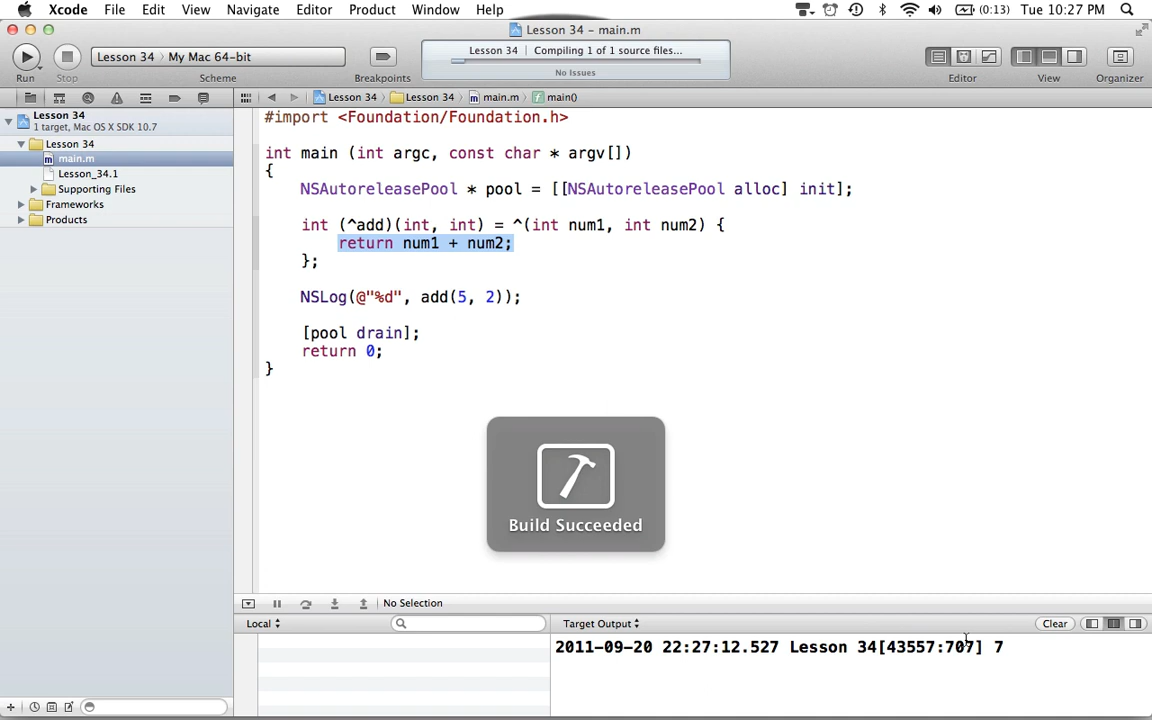 Xcode File Edit View Navigate Editor Product Window Help (0:13) Tue 10:27 PM
Lesson 34 – main.m
Lesson 34 My Mac 64-bit
Lesson 34 Compiling 1 of 1 source files...
No Issues
Run Stop Scheme Breakpoints Editor View Organizer
Lesson 34
1 target, Mac OS X SDK 10.7
Lesson 34
main.m
Lesson_34.1
Supporting Files
Frameworks
Products
Lesson 34 Lesson 34 main.m main()
#import <Foundation/Foundation.h>
int main (int argc, const char * argv[])
{
NSAutoreleasePool * pool = [[NSAutoreleasePool alloc] init];
int (^add)(int, int) = ^(int num1, int num2) {
return num1 + num2;
};
NSLog(@"%d", add(5, 2));
[pool drain];
return 0;
}
Build Succeeded
No Selection
Local
Target Output
Clear
2011-09-20 22:27:12.527 Lesson 34[43557:707] 7